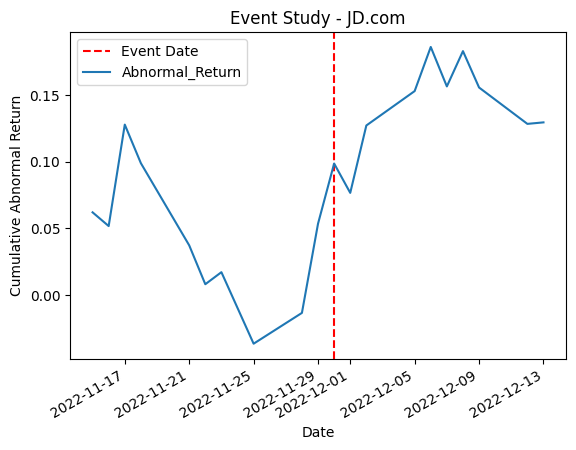 Event Study - JD.com
Event Date
Abnormal_Return
Cumulative Abnormal Return
0.15
0.10
0.05
0.00
2022-11-17
2022-11-21
2022-11-25
2022-11-29
2022-12-01
2022-12-05
2022-12-09
2022-12-13
Date